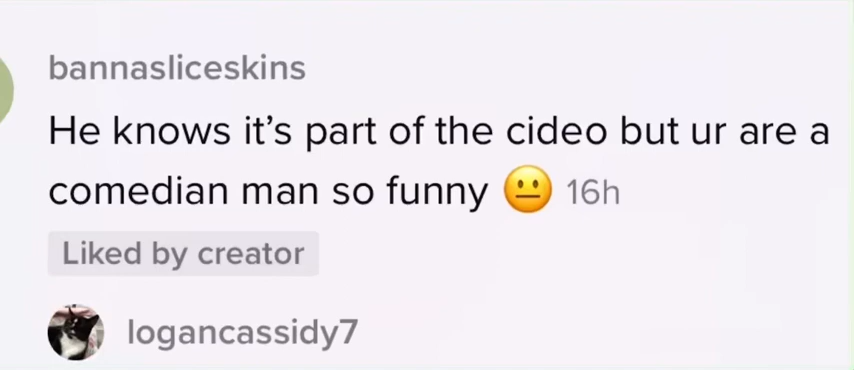 bannasliceskins
He knows it’s part of the cideo but ur are a
comedian man so funny 😐 16h
Liked by creator
logancassidy7